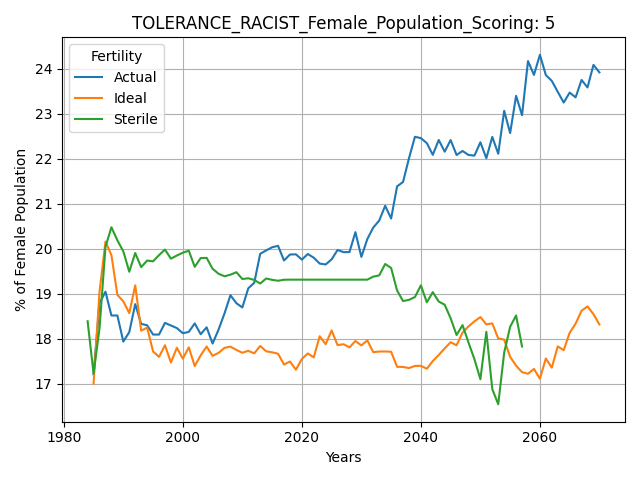 TOLERANCE_RACIST_Female_Population_Scoring: 5
Fertility
Actual
Ideal
Sterile
% of Female Population
24
23
22
21
20
19
18
17
1980
2000
2020
2040
2060
Years